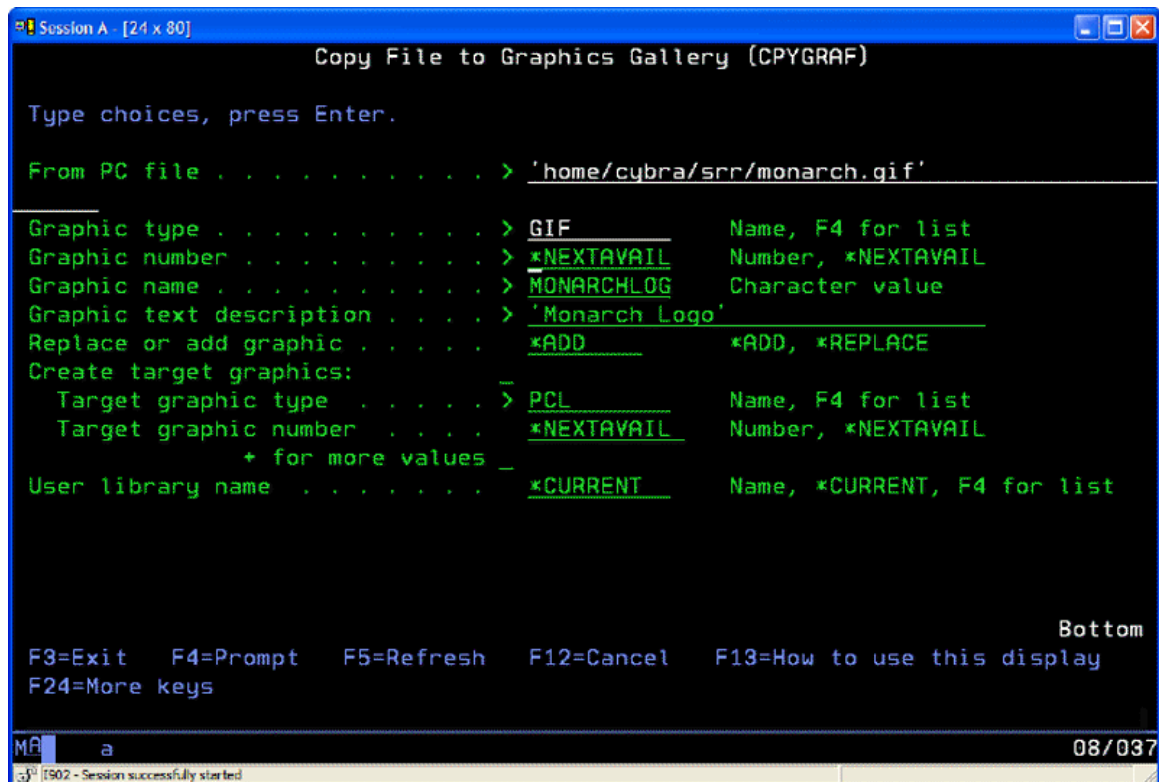 Session A - [24 x 80]
Copy File to Graphics Gallery (CPYGRAF)
Type choices, press Enter.
From PC file . . . . . . . . . . . > 'home/cybra/srr/monarch.gif'
Graphic type . . . . . . . . . . . > GIF Name, F4 for list
Graphic number . . . . . . . . . . > *NEXTAVAIL Number, *NEXTAVAIL
Graphic name . . . . . . . . . . . > MONARCHLOG Character value
Graphic text description . . . . > 'Monarch Logo'
Replace or add graphic . . . . . *ADD *ADD, *REPLACE
Create target graphics:
Target graphic type . . . . . > PCL Name, F4 for list
Target graphic number . . . . *NEXTAVAIL Number, *NEXTAVAIL
+ for more values
User library name . . . . . . . *CURRENT Name, *CURRENT, F4 for list
Bottom
F3=Exit F4=Prompt F5=Refresh F12=Cancel F13=How to use this display
F24=More keys
MA a 08/037
I902 - Session successfully started